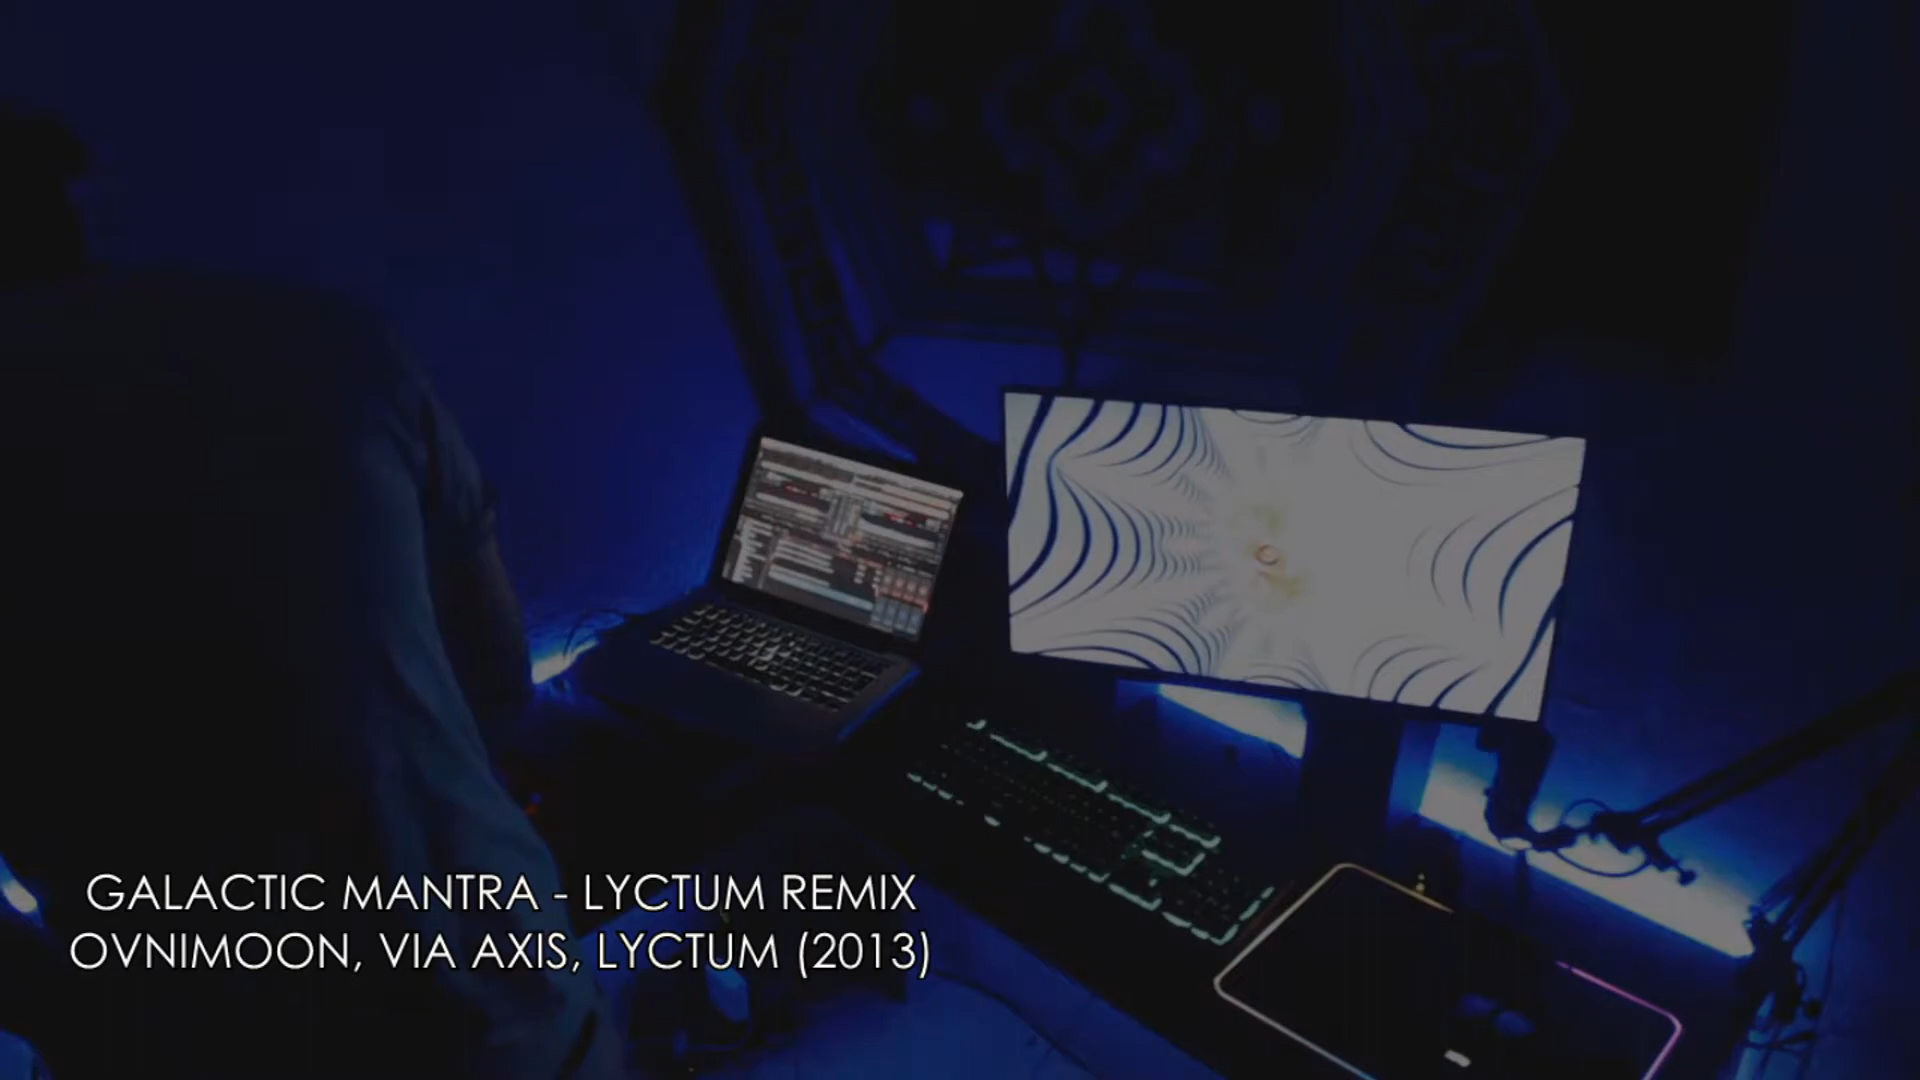 GALACTIC MANTRA - LYCTUM REMIX
OVNIMOON, VIA AXIS, LYCTUM (2013)